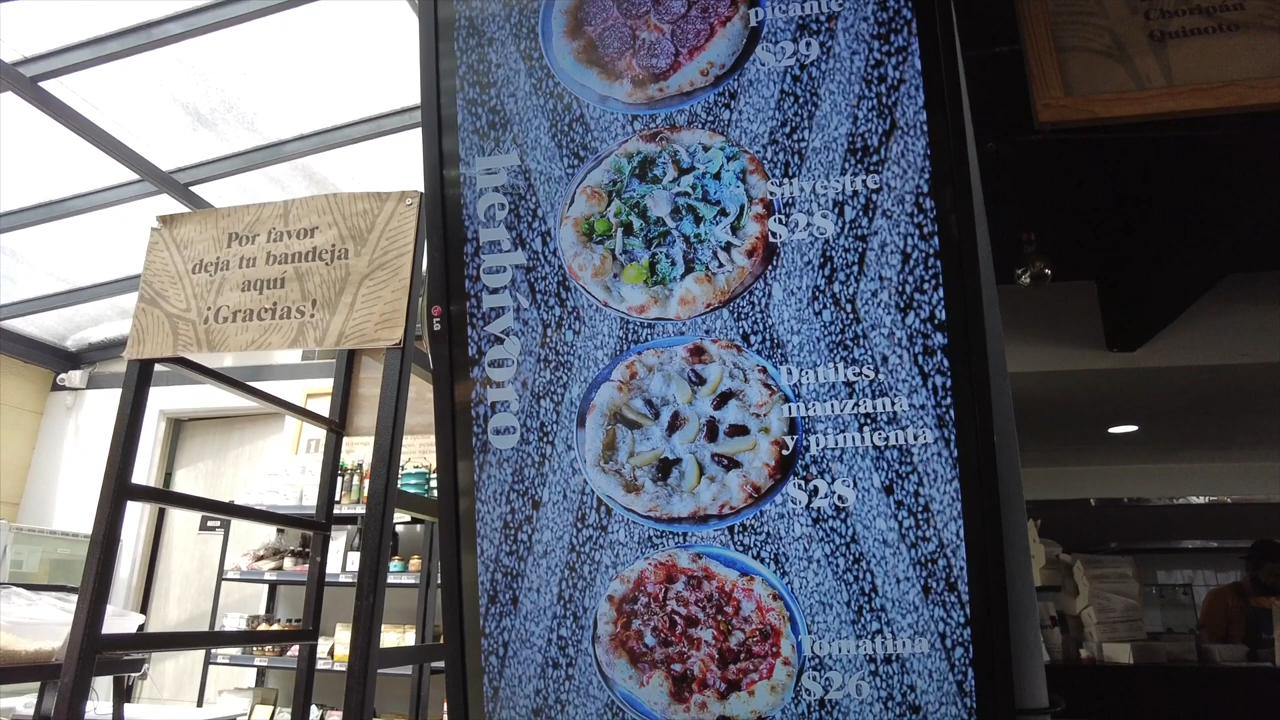 Por favor
deja tu bandeja
aquí
¡Gracias!
LG
herbívoro
picante
$29
Silvestre
$28
Datiles,
manzana
y pimienta
$28
Tomatina
$26
Choripán
Quinoto